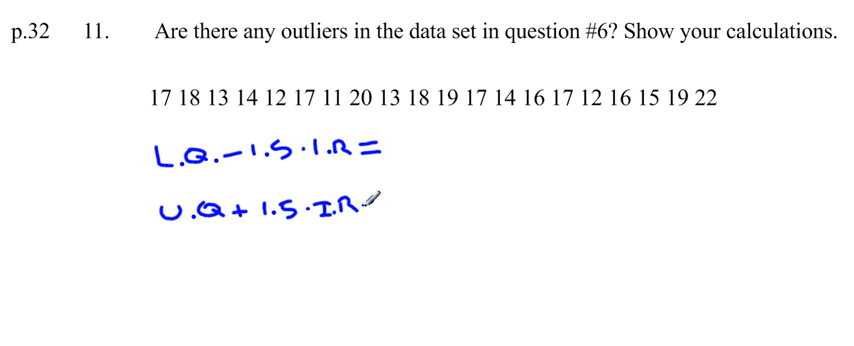 p.32 11. Are there any outliers in the data set in question #6? Show your calculations.
17 18 13 14 12 17 11 20 13 18 19 17 14 16 17 12 16 15 19 22
L.Q. - 1.5 · I.R =
U.Q + 1.5 · I.R